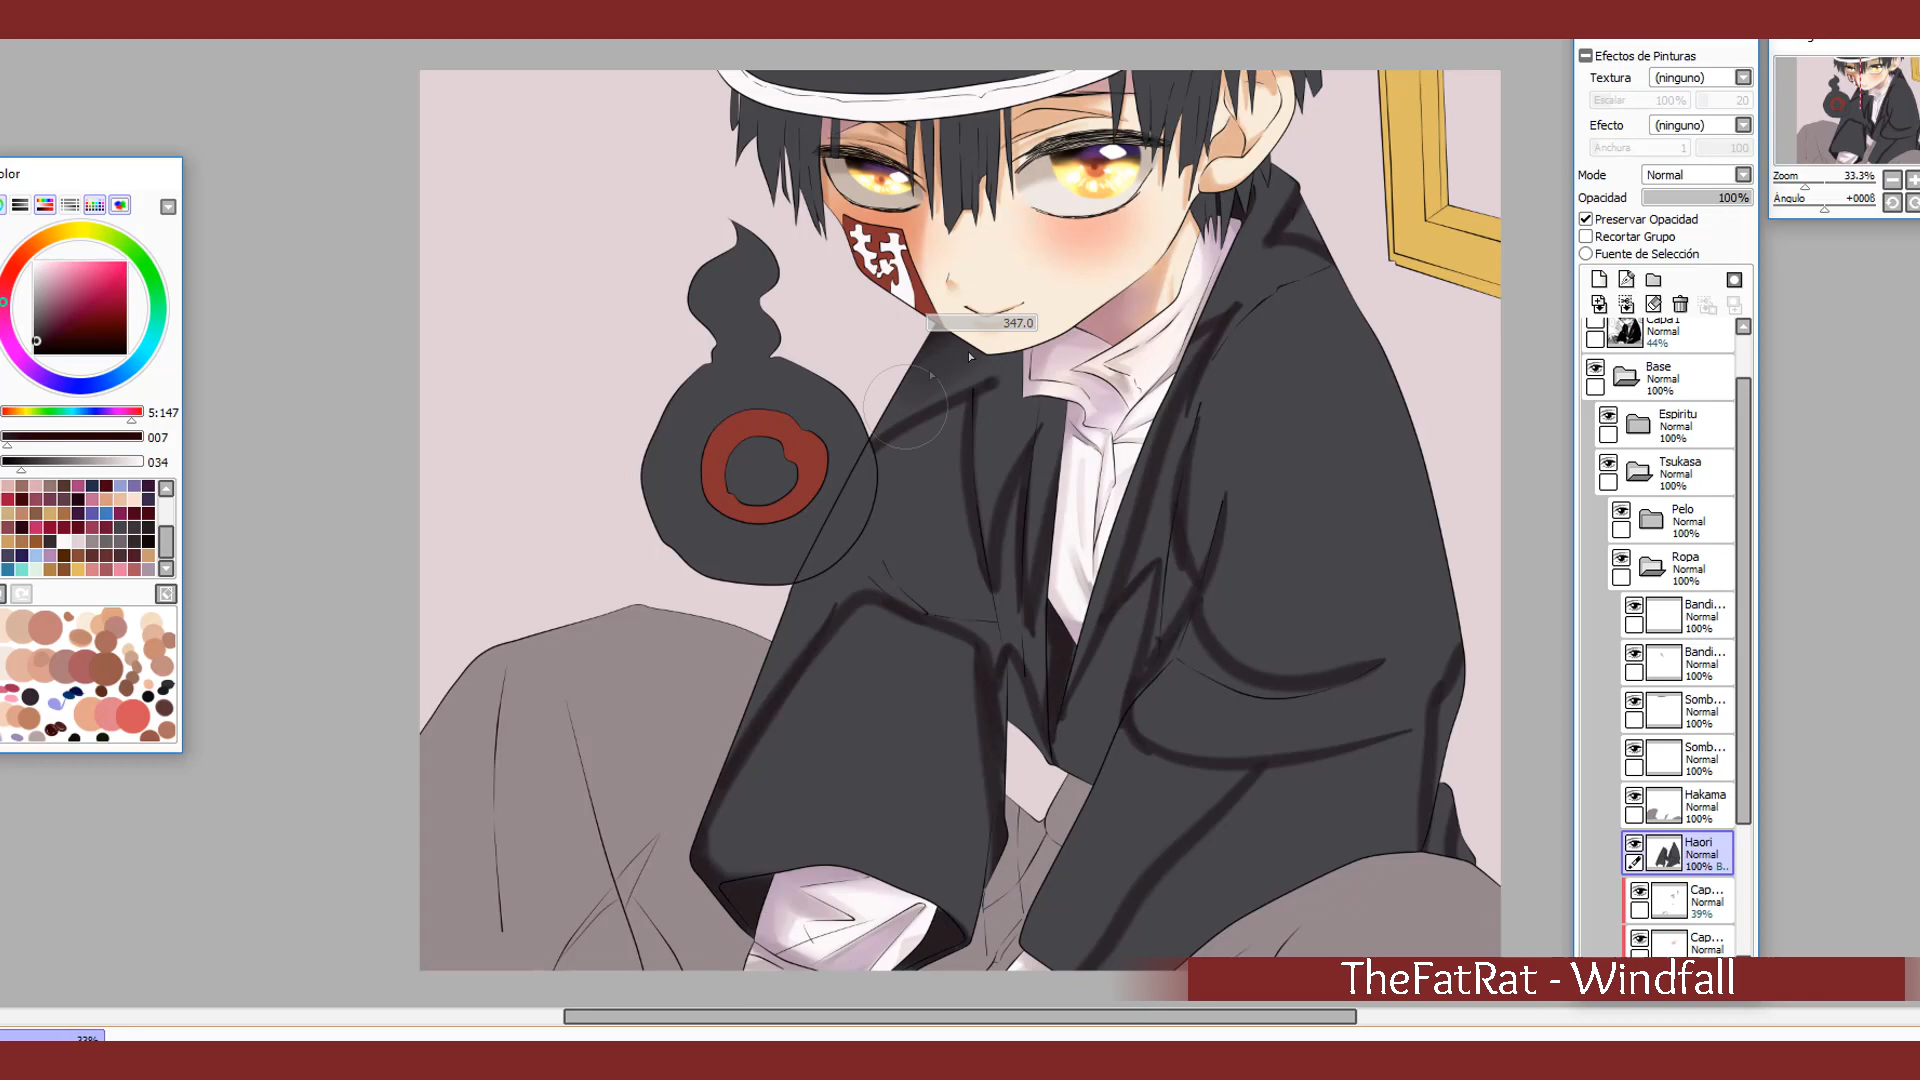 olor
5:147
007
034
封
347.0
33%
Efectos de Pinturas
Textura (ninguno)
Escalar 100% 20
Efecto (ninguno)
Anchura 1 100
Mode Normal
Opacidad 100%
Preservar Opacidad
Recortar Grupo
Fuente de Selección
Capa1
Normal
44%
Base
Normal
100%
Espiritu
Normal
100%
Tsukasa
Normal
100%
Pelo
Normal
100%
Ropa
Normal
100%
Bandi...
Normal
100%
Bandi...
Normal
100%
Somb...
Normal
100%
Somb...
Normal
100%
Hakama
Normal
100%
Haori
Normal
100% B..
Cap...
Normal
39%
Cap...
Normal
Zoom 33.3%
Ángulo +000ß
TheFatRat - Windfall